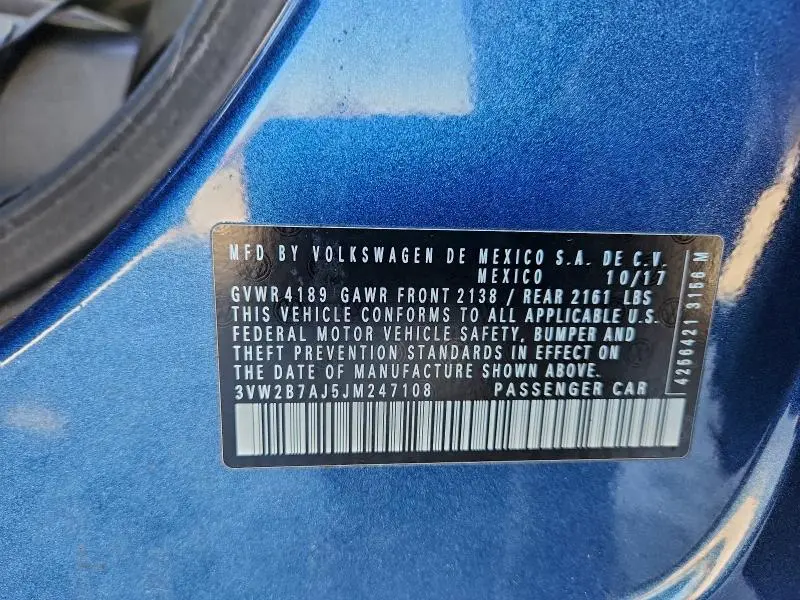 MFD BY VOLKSWAGEN DE MEXICO S.A. DE C.V.
MEXICO 10/17
GVWR 4189 GAWR FRONT 2138 / REAR 2161 LBS
THIS VEHICLE CONFORMS TO ALL APPLICABLE U.S.
FEDERAL MOTOR VEHICLE SAFETY, BUMPER AND
THEFT PREVENTION STANDARDS IN EFFECT ON
THE DATE OF MANUFACTURE SHOWN ABOVE.
3VW2B7AJ5JM247108 PASSENGER CAR
4256421 3166 M